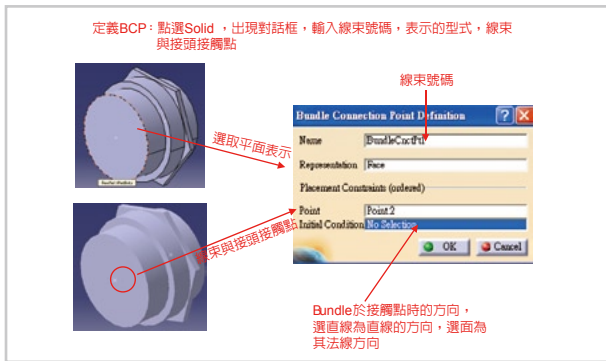 定義BCP：點選Solid ，出現對話框，輸入線束號碼，表示的型式，線束
與接頭接觸點
線束號碼
Bundle Connection Point Definition
選取平面表示
Name
BundleCnctPt1
Representation
Face
Placement Constraints (ordered)
Point
Point.2
Initial Condition
No Selection
線束與接頭接觸點
OK
Cancel
Bundle於接觸點時的方向，
選直線為直線的方向，選面為
其法線方向